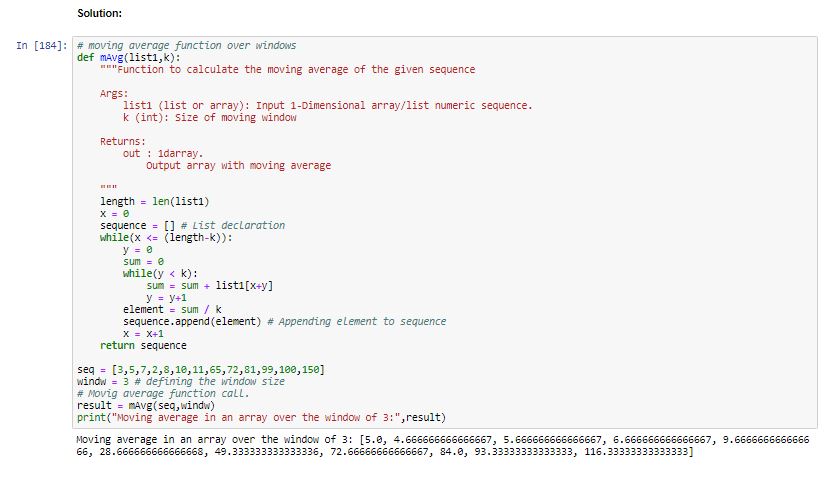 Solution:
In [184]: # moving average function over windows
def mAvg(list1,k):
"""Function to calculate the moving average of the given sequence
Args:
list1 (list or array): Input 1-Dimensional array/list numeric sequence.
k (int): Size of moving window
Returns:
out : 1darray.
Output array with moving average
"""
length = len(list1)
x = 0
sequence = [] # List declaration
while(x <= (length-k)):
y = 0
sum = 0
while(y < k):
sum = sum + list1[x+y]
y = y+1
element = sum / k
sequence.append(element) # Appending element to sequence
x = x+1
return sequence
seq = [3,5,7,2,8,10,11,65,72,81,99,100,150]
windw = 3 # defining the window size
# Movig average function call.
result = mAvg(seq,windw)
print("Moving average in an array over the window of 3:",result)
Moving average in an array over the window of 3: [5.0, 4.666666666666667, 5.666666666666667, 6.666666666666667, 9.6666666666666
66, 28.666666666666668, 49.333333333333336, 72.66666666666667, 84.0, 93.33333333333333, 116.33333333333333]